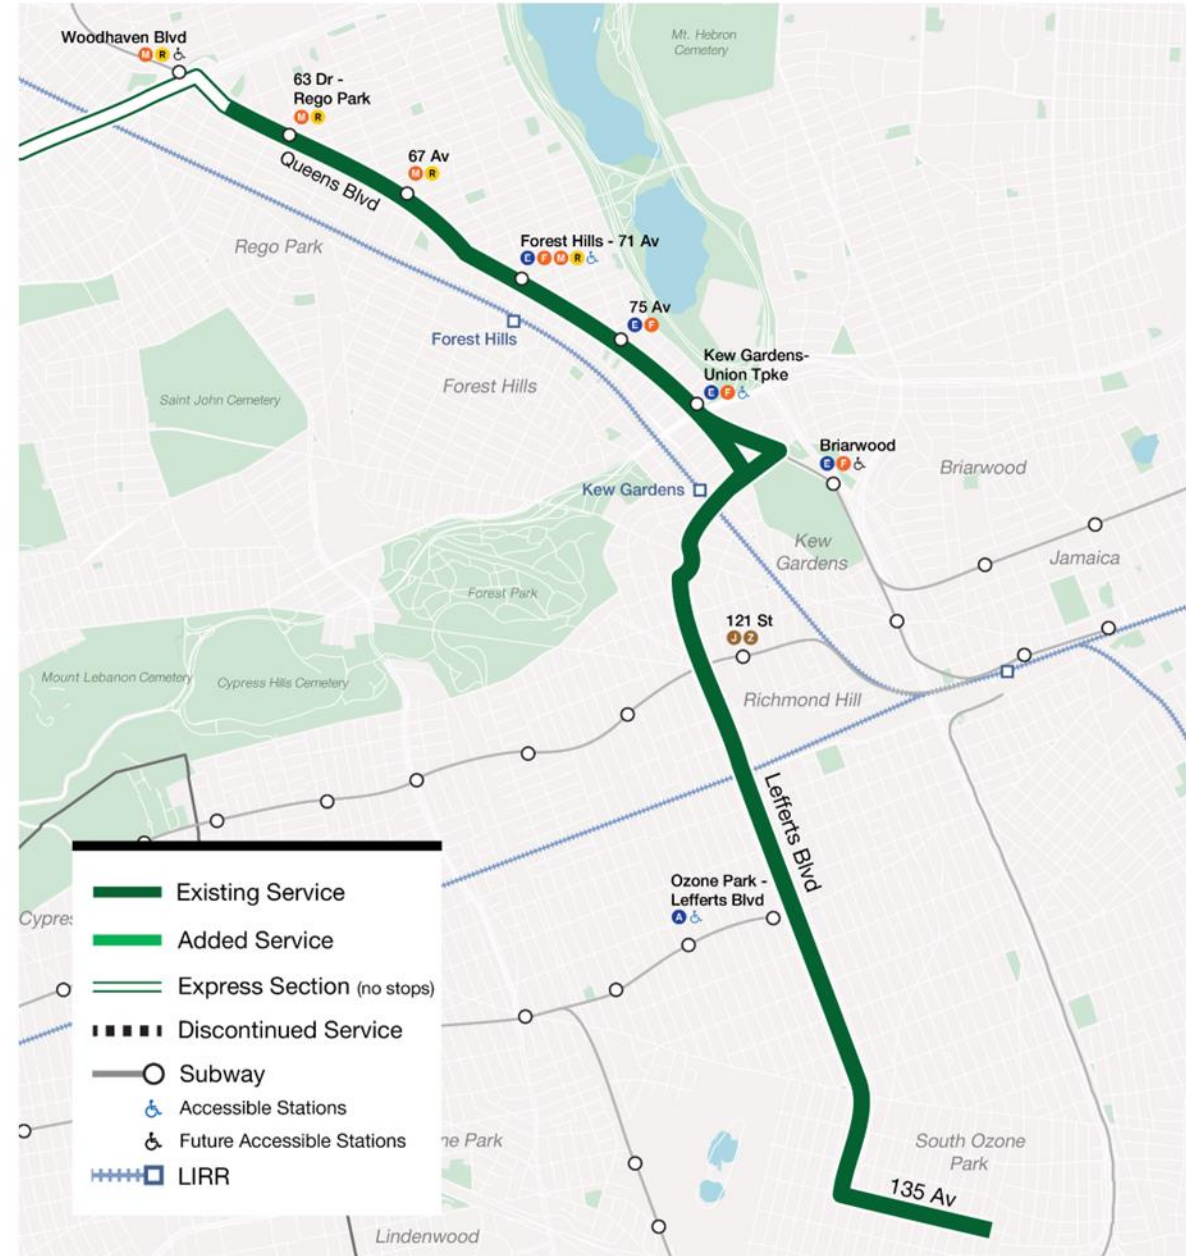 Woodhaven Blvd
M R
Mt. Hebron
Cemetery
63 Dr -
Rego Park
M R
67 Av
M R
Queens Blvd
Rego Park
Forest Hills - 71 Av
E F M R
75 Av
E F
Forest Hills
Forest Hills
Kew Gardens-
Union Tpke
E F
Saint John Cemetery
Briarwood
E F
Briarwood
Kew Gardens
Kew
Gardens
Jamaica
Forest Park
121 St
J Z
Mount Lebanon Cemetery
Cypress Hills Cemetery
Richmond Hill
Lefferts Blvd
Ozone Park -
Lefferts Blvd
A
Cypres
Existing Service
Added Service
Express Section (no stops)
Discontinued Service
Subway
Accessible Stations
Future Accessible Stations
LIRR
ne Park
South Ozone
Park
135 Av
Lindenwood